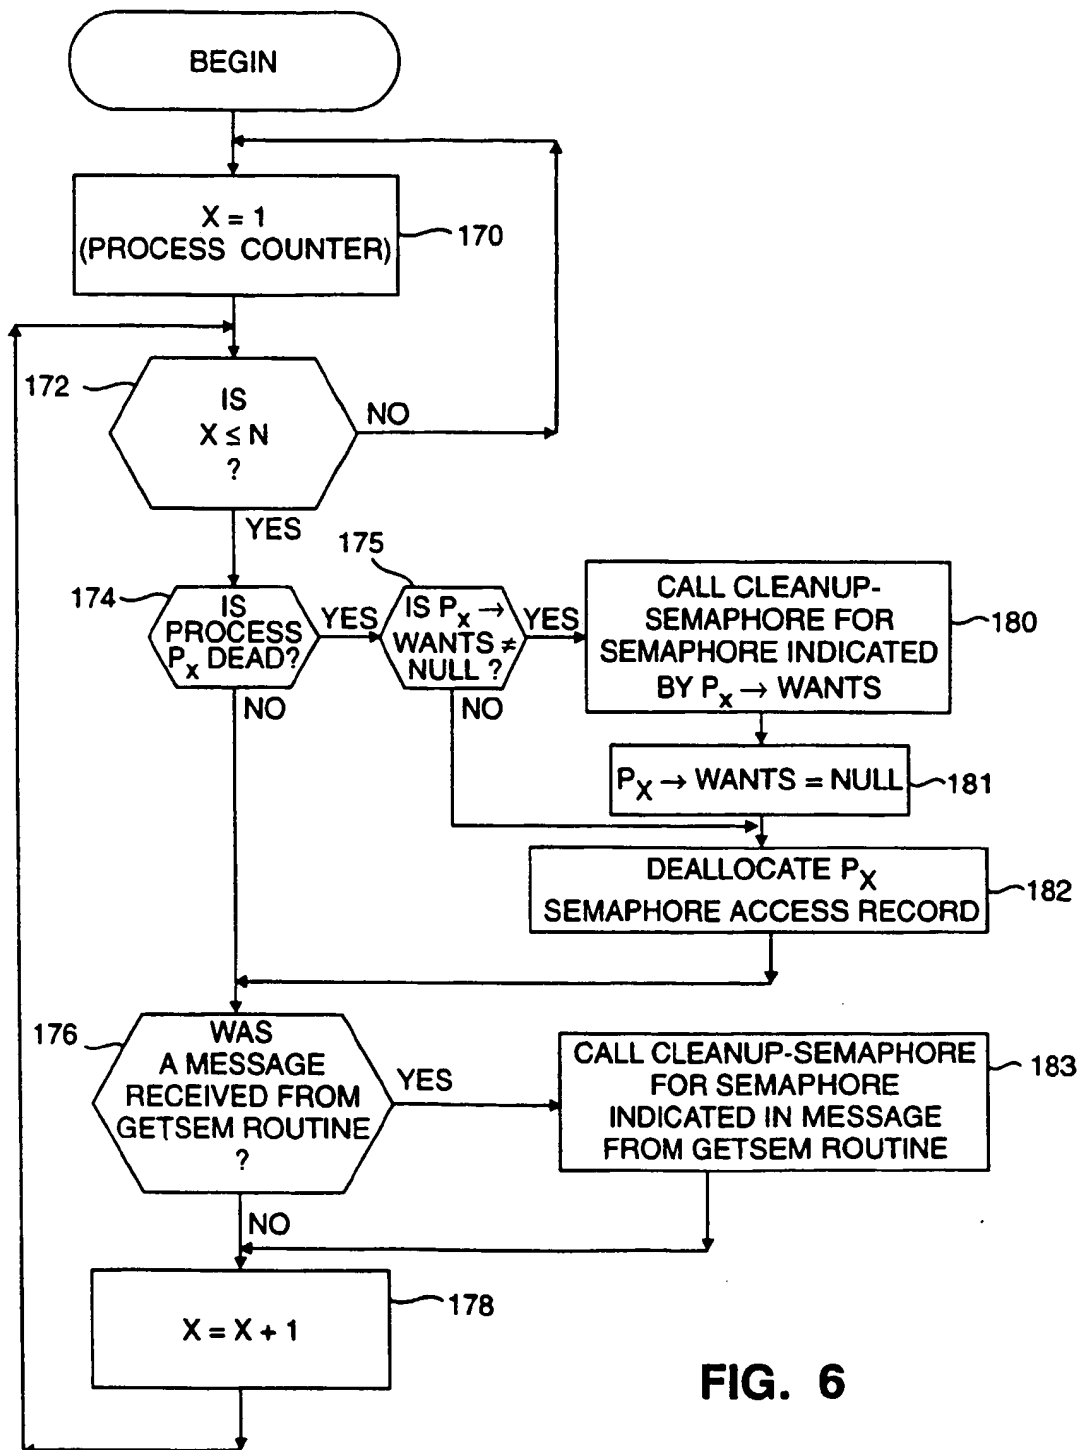 BEGIN
X = 1
(PROCESS COUNTER)
170
172
IS
X ≤ N
?
NO
YES
175
174
IS
PROCESS
Pₓ DEAD?
YES
IS Pₓ →
WANTS ≠
NULL ?
YES
CALL CLEANUP-
SEMAPHORE FOR
SEMAPHORE INDICATED
BY Pₓ → WANTS
180
NO
NO
Pₓ → WANTS = NULL
181
DEALLOCATE Pₓ
SEMAPHORE ACCESS RECORD
182
176
WAS
A MESSAGE
RECEIVED FROM
GETSEM ROUTINE
?
YES
CALL CLEANUP-SEMAPHORE
FOR SEMAPHORE
INDICATED IN MESSAGE
FROM GETSEM ROUTINE
183
NO
X = X + 1
178
FIG. 6